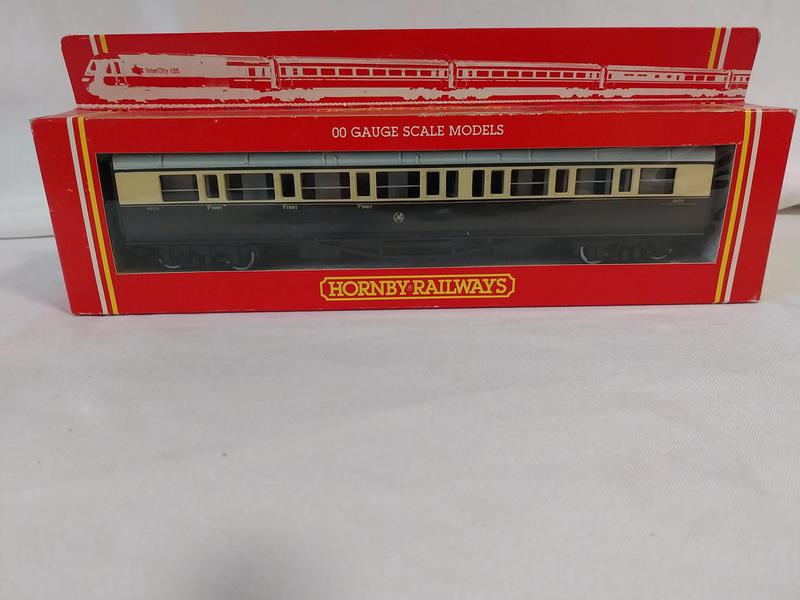 InterCity 125
00 GAUGE SCALE MODELS
FIRST FIRST FIRST
HORNBY RAILWAYS